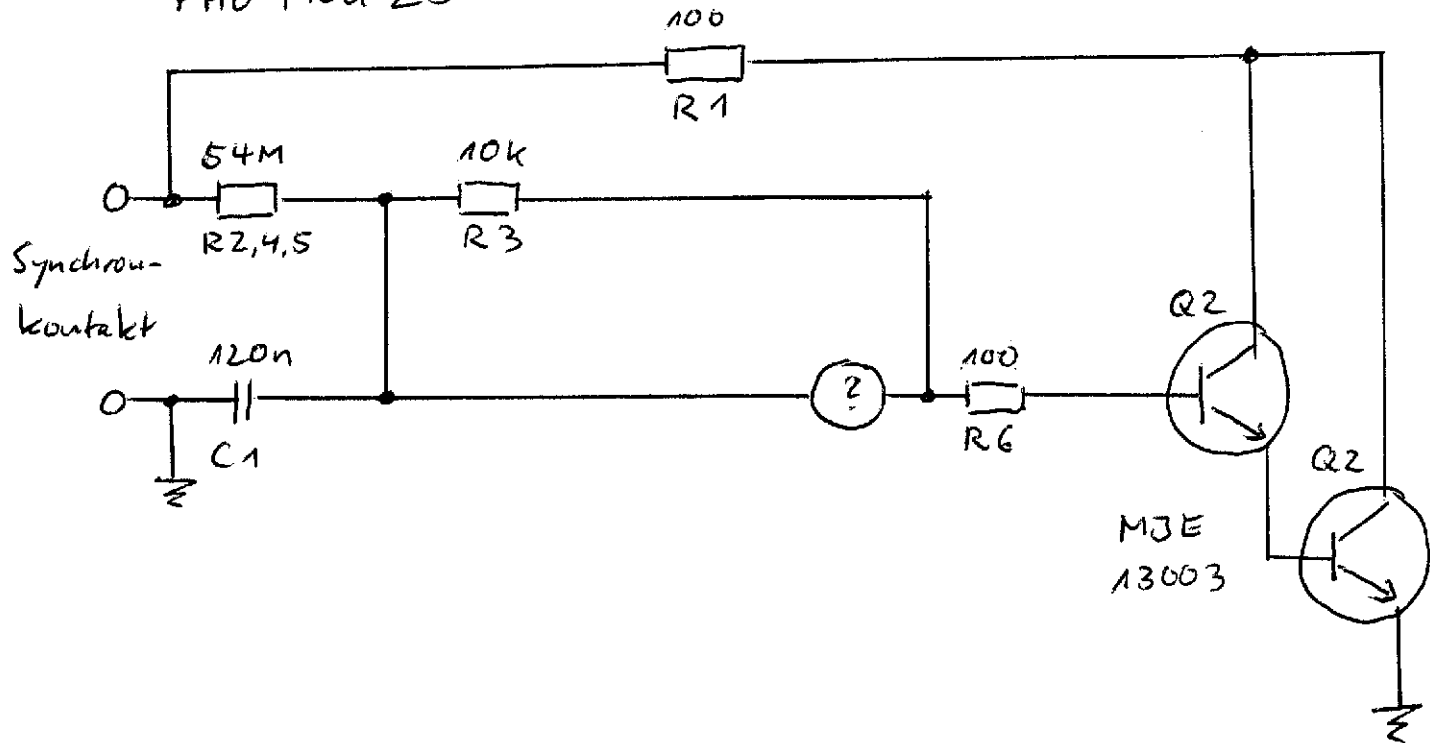 100
R1
54M
10k
R2,4,5
R3
Synchron-
kontakt
120n
C1
?
100
R6
Q2
Q2
MJE
13003